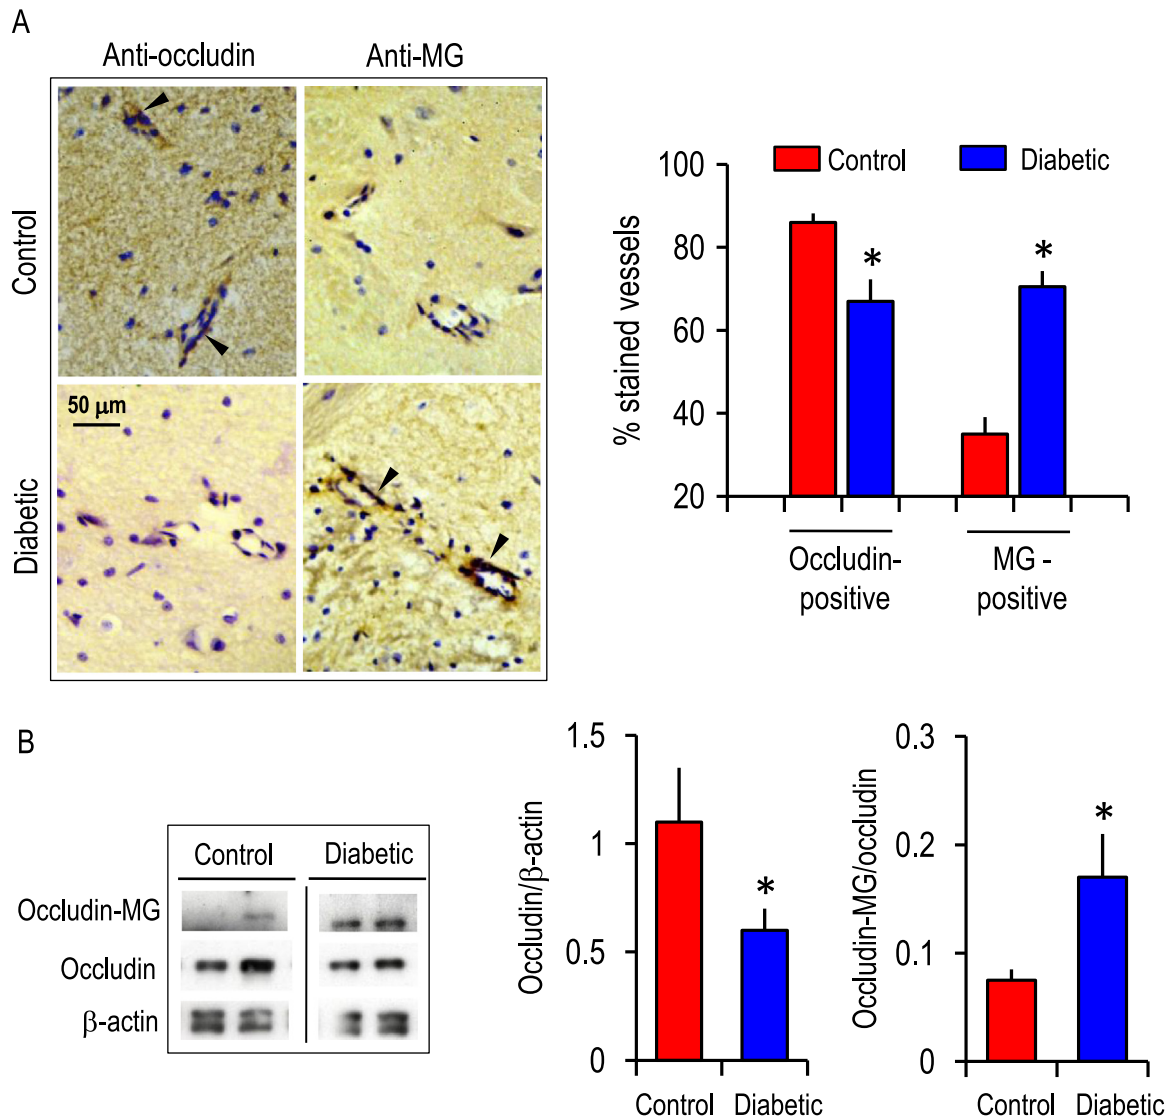 A
Anti-occludin
Anti-MG
Control
Diabetic
50 μm
100
80
60
40
20
% stained vessels
Control
Diabetic
*
*
Occludin-
positive
MG -
positive
B
Control
Diabetic
Occludin-MG
Occludin
β-actin
1.5
1
0.5
0
Occludin/β-actin
*
Control
Diabetic
0.3
0.2
0.1
0
Occludin-MG/occludin
*
Control
Diabetic